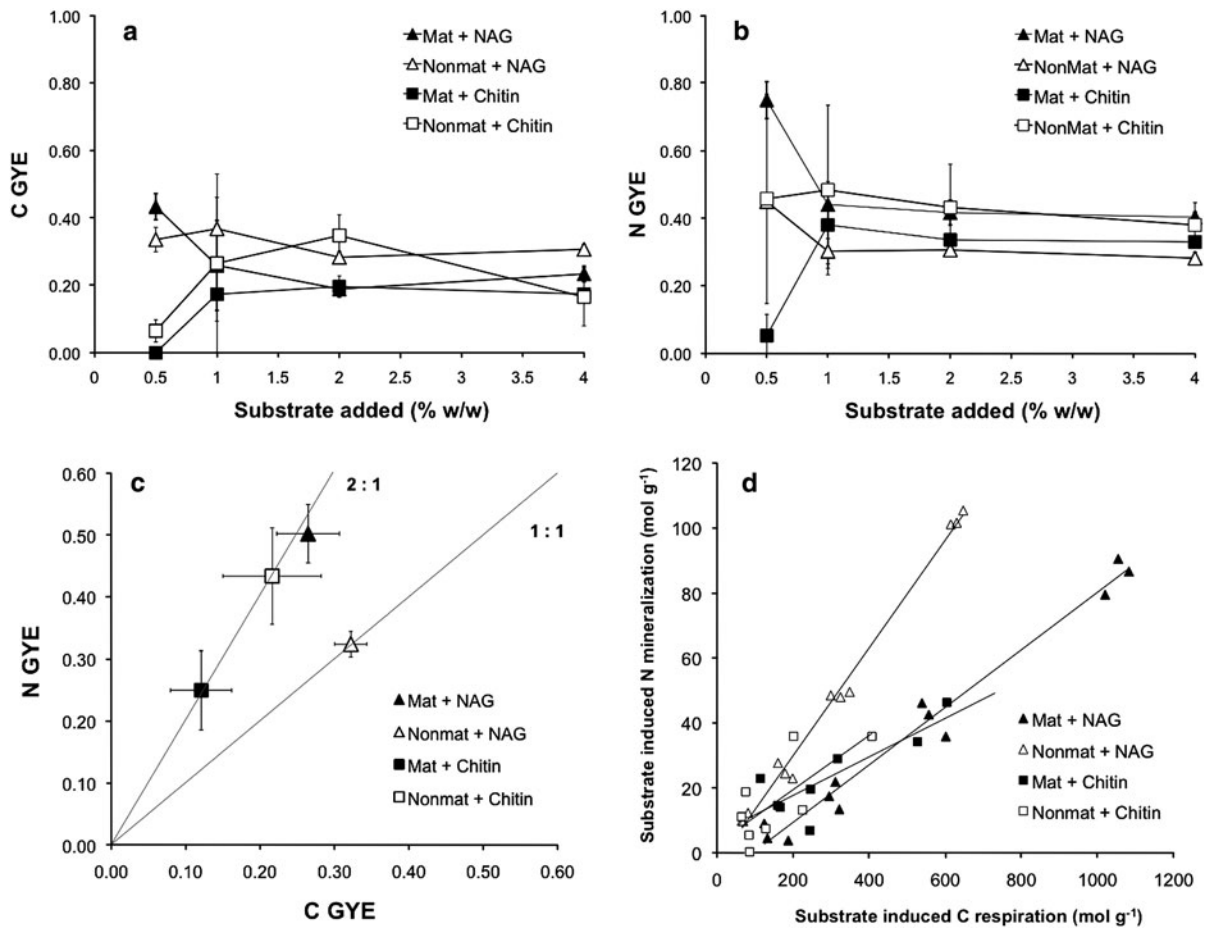 a
1.00
0.80
0.60
0.40
0.20
0.00
C GYE
0 0.5 1 1.5 2 2.5 3 3.5 4
Substrate added (% w/w)
Mat + NAG
Nonmat + NAG
Mat + Chitin
Nonmat + Chitin
b
1.00
0.80
0.60
0.40
0.20
0.00
N GYE
0 0.5 1 1.5 2 2.5 3 3.5 4
Substrate added (% w/w)
Mat + NAG
NonMat + NAG
Mat + Chitin
NonMat + Chitin
c
0.60
0.50
0.40
0.30
0.20
0.10
0.00
N GYE
0.00 0.10 0.20 0.30 0.40 0.50 0.60
C GYE
2 : 1
1 : 1
Mat + NAG
Nonmat + NAG
Mat + Chitin
Nonmat + Chitin
d
120
100
80
60
40
20
0
Substrate induced N mineralization (mol g⁻¹)
0 200 400 600 800 1000 1200
Substrate induced C respiration (mol g⁻¹)
Mat + NAG
Nonmat + NAG
Mat + Chitin
Nonmat + Chitin